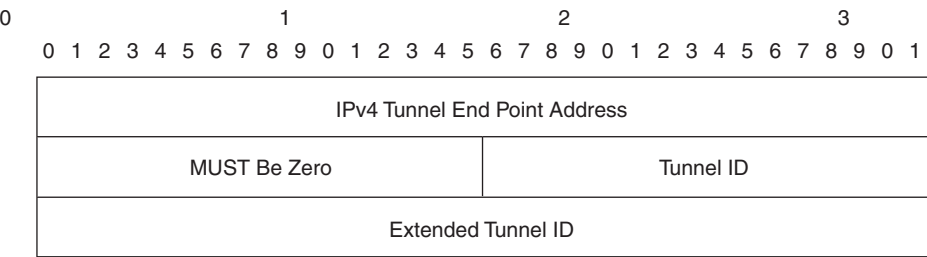 0 1 2 3
0 1 2 3 4 5 6 7 8 9 0 1 2 3 4 5 6 7 8 9 0 1 2 3 4 5 6 7 8 9 0 1
IPv4 Tunnel End Point Address
MUST Be Zero Tunnel ID
Extended Tunnel ID